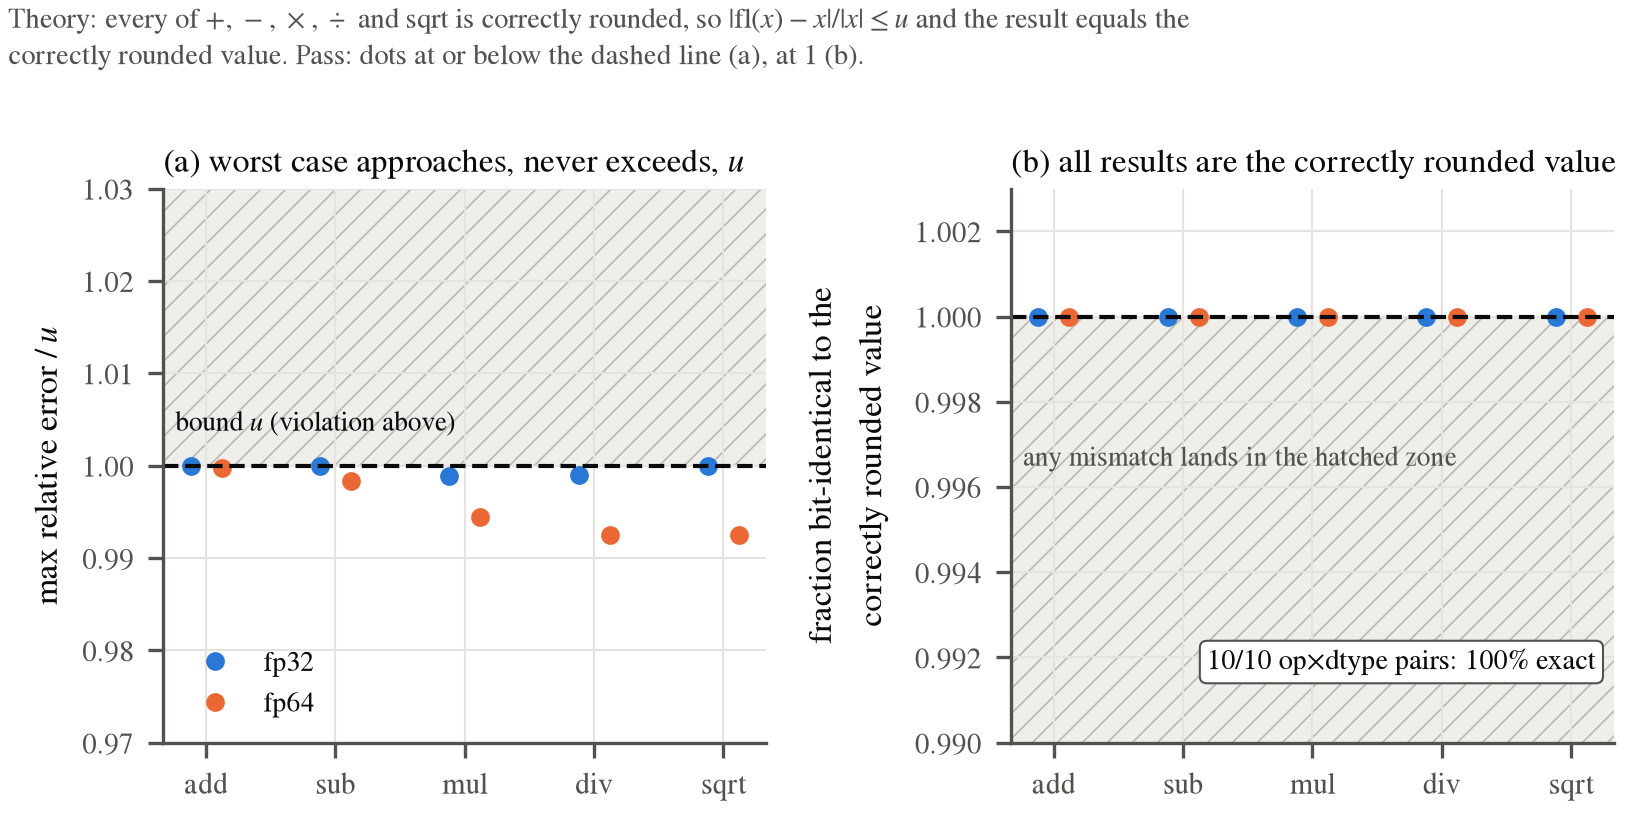 Theory: every of +, −, ×, ÷ and sqrt is correctly rounded, so |fl(x) − x|/|x| ≤ u and the result equals the
correctly rounded value. Pass: dots at or below the dashed line (a), at 1 (b).
(a) worst case approaches, never exceeds, u
max relative error / u
1.03
1.02
1.01
1.00
0.99
0.98
0.97
bound u (violation above)
fp32
fp64
add sub mul div sqrt
(b) all results are the correctly rounded value
fraction bit-identical to the
correctly rounded value
1.002
1.000
0.998
0.996
0.994
0.992
0.990
any mismatch lands in the hatched zone
10/10 op×dtype pairs: 100% exact
add sub mul div sqrt